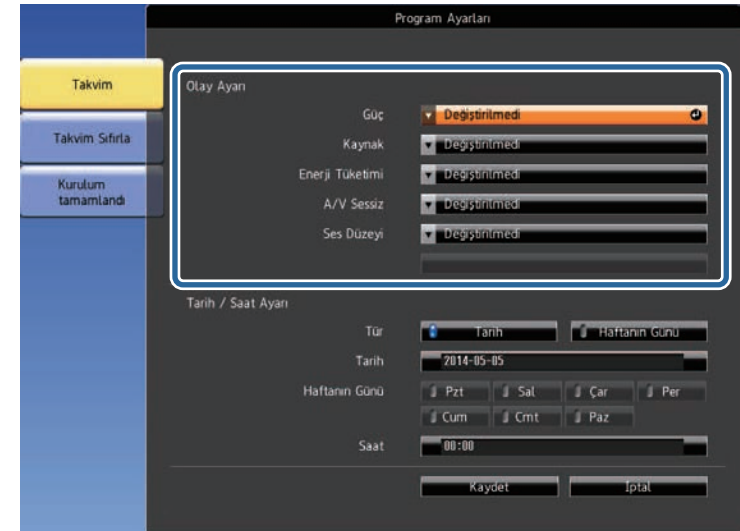 Program Ayarları
Takvim
Takvim Sıfırla
Kurulum
tamamlandı
Olay Ayarı
Güç Değiştirilmedi
Kaynak Değiştirilmedi
Enerji Tüketimi Değiştirilmedi
A/V Sessiz Değiştirilmedi
Ses Düzeyi Değiştirilmedi
Tarih / Saat Ayarı
Tür Tarih Haftanın Günü
Tarih 2014-05-05
Haftanın Günü Pzt Sal Çar Per
Cum Cmt Paz
Saat 00:00
Kaydet İptal